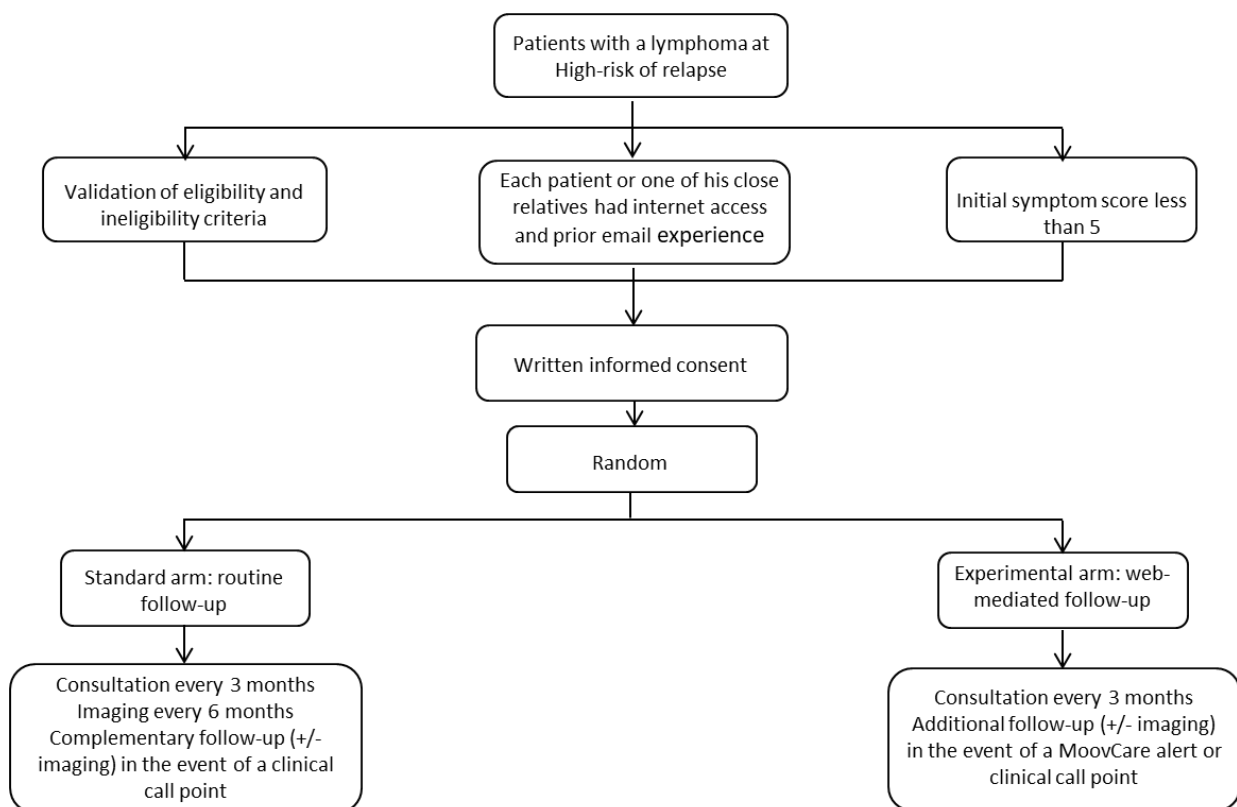 Patients with a lymphoma at
High-risk of relapse
Validation of eligibility and
ineligibility criteria
Each patient or one of his close
relatives had internet access
and prior email experience
Initial symptom score less
than 5
Written informed consent
Random
Standard arm: routine
follow-up
Experimental arm: web-
mediated follow-up
Consultation every 3 months
Imaging every 6 months
Complementary follow-up (+/-
imaging) in the event of a clinical
call point
Consultation every 3 months
Additional follow-up (+/- imaging)
in the event of a MoovCare alert or
clinical call point